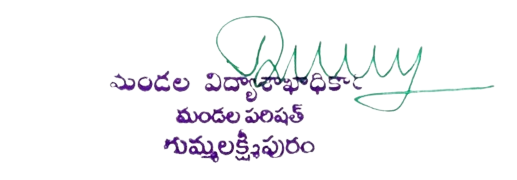 మండల విద్యాశాఖాధికారి
మండల పరిషత్
గుమ్మలక్ష్మీపురం